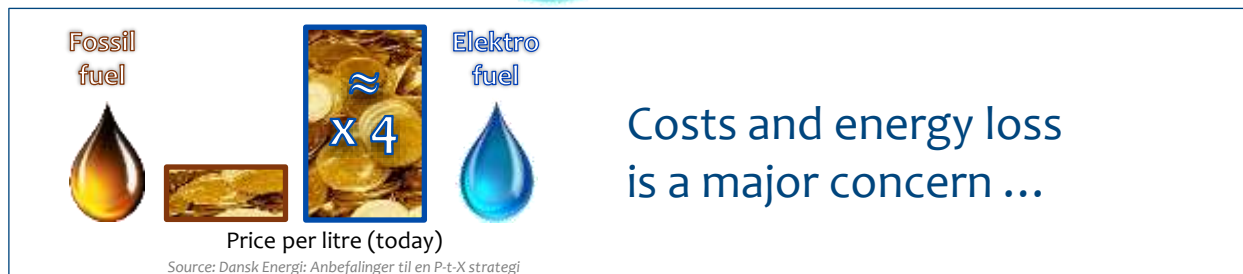 Fossil
fuel
≈
x 4
Elektro
fuel
Costs and energy loss
is a major concern ...
Price per litre (today)
Source: Dansk Energi: Anbefalinger til en P-t-X strategi